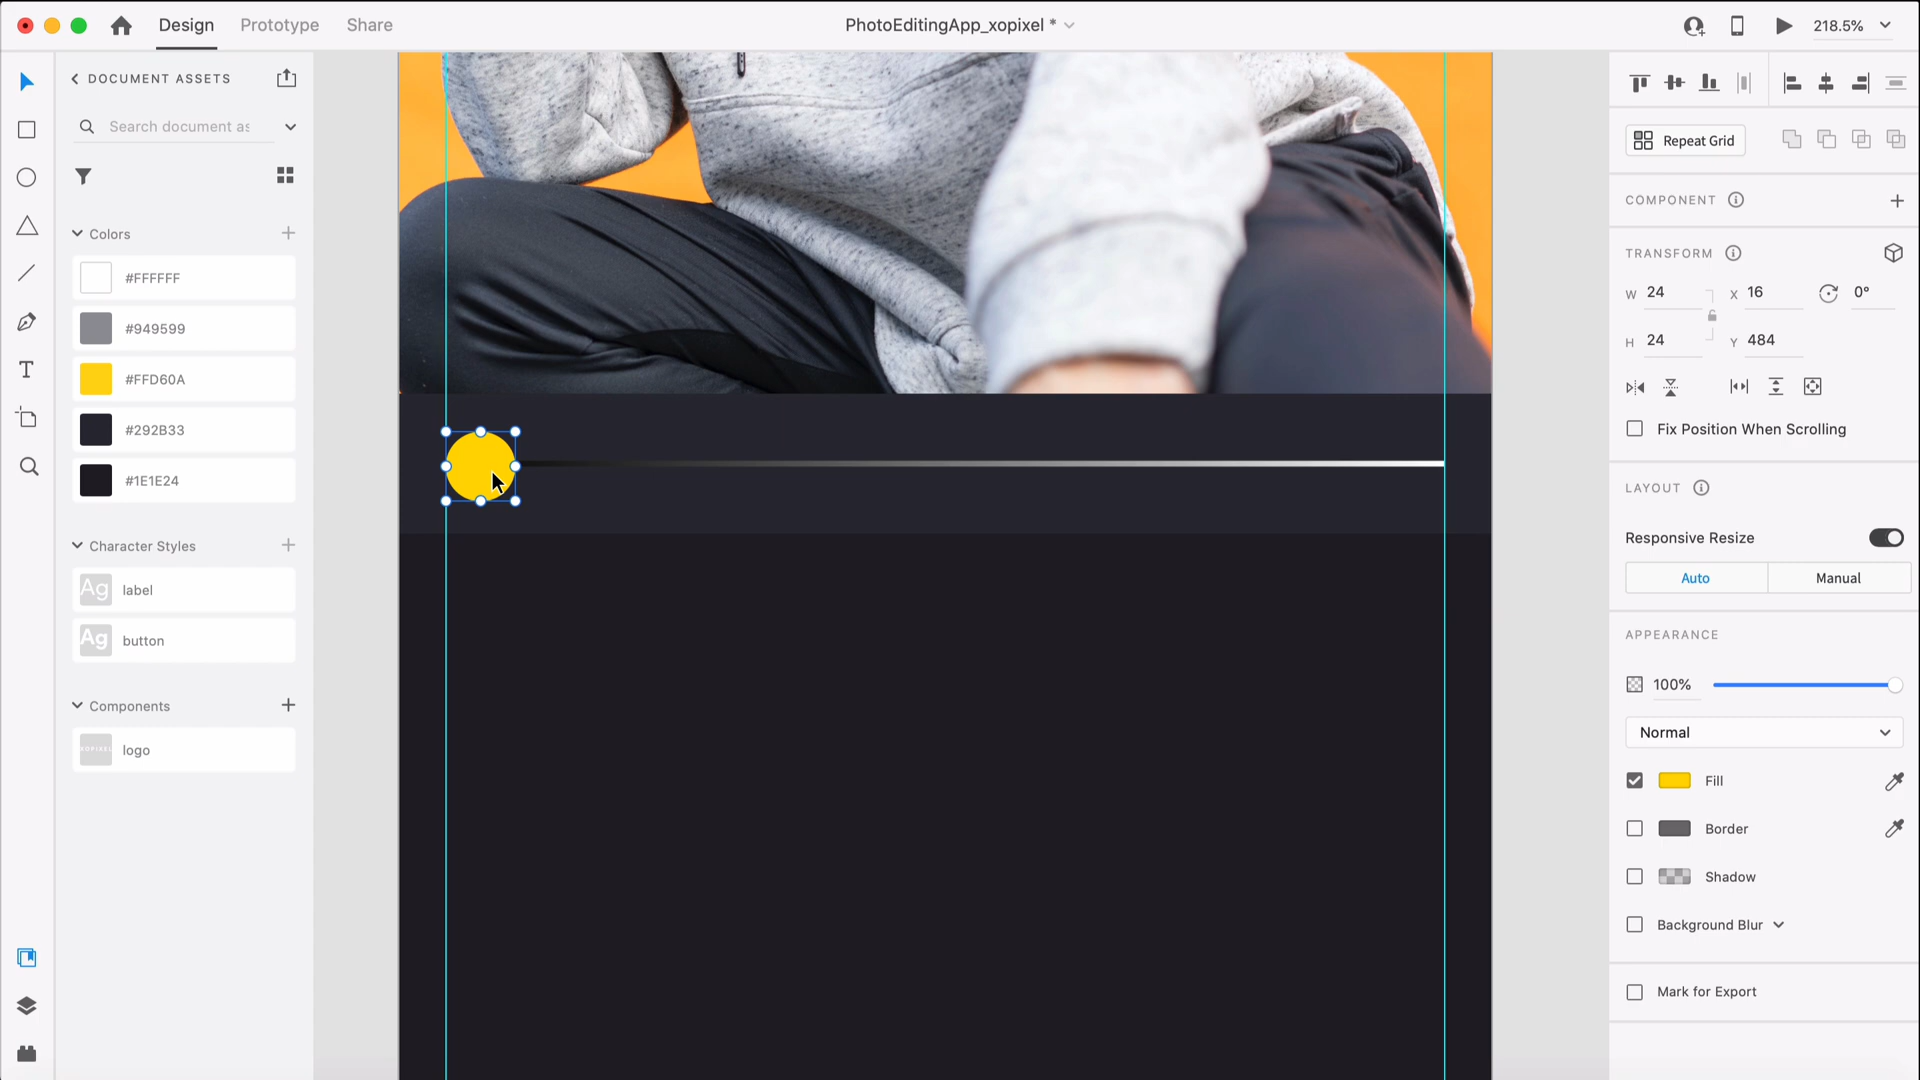 Design Prototype Share PhotoEditingApp_xopixel * 218.5%
DOCUMENT ASSETS
Search document as
Colors
#FFFFFF
#949599
#FFD60A
#292B33
#1E1E24
Character Styles
Ag label
Ag button
Components
XOPIXEL logo
Repeat Grid
COMPONENT
TRANSFORM
W 24 X 16 0°
H 24 Y 484
Fix Position When Scrolling
LAYOUT
Responsive Resize
Auto Manual
APPEARANCE
100%
Normal
Fill
Border
Shadow
Background Blur
Mark for Export